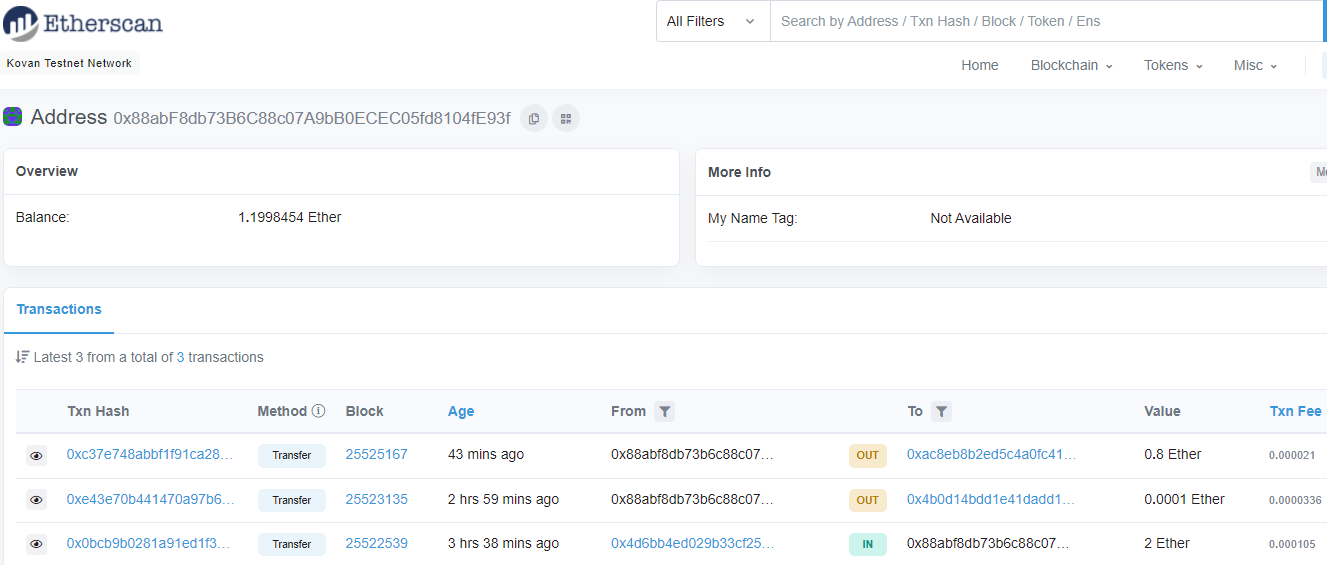 Etherscan
All Filters
Search by Address / Txn Hash / Block / Token / Ens
Kovan Testnet Network
Home Blockchain Tokens Misc
Address 0x88abF8db73B6C88c07A9bB0ECEC05fd8104fE93f
Overview
Balance: 1.1998454 Ether
More Info
My Name Tag: Not Available
Transactions
Latest 3 from a total of 3 transactions
Txn Hash Method Block Age From To Value Txn Fee
0xc37e748abbf1f91ca28... Transfer 25525167 43 mins ago 0x88abf8db73b6c88c07... OUT 0xac8eb8b2ed5c4a0fc41... 0.8 Ether 0.000021
0xe43e70b441470a97b6... Transfer 25523135 2 hrs 59 mins ago 0x88abf8db73b6c88c07... OUT 0x4b0d14bdd1e41dadd1... 0.0001 Ether 0.0000336
0x0bcb9b0281a91ed1f3... Transfer 25522539 3 hrs 38 mins ago 0x4d6bb4ed029b33cf25... IN 0x88abf8db73b6c88c07... 2 Ether 0.000105